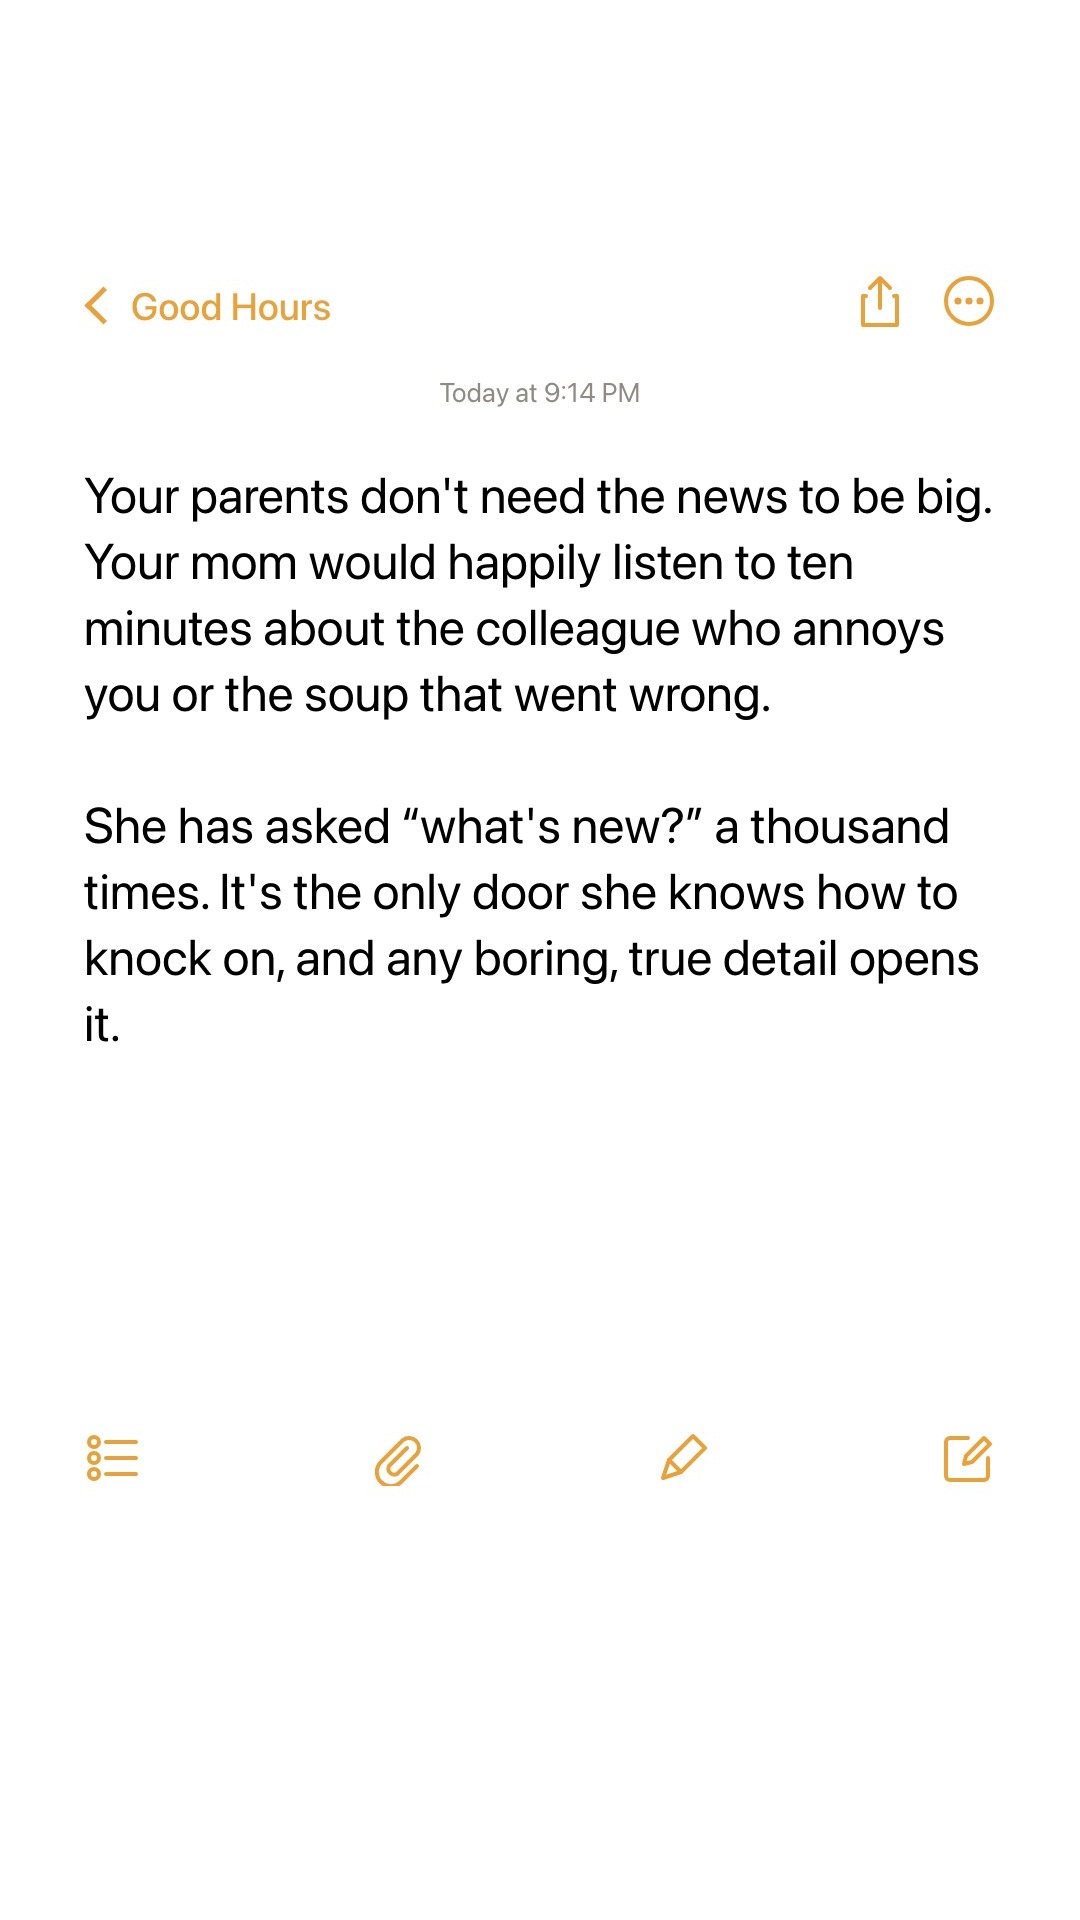 Good Hours
Today at 9:14 PM
Your parents don't need the news to be big.
Your mom would happily listen to ten
minutes about the colleague who annoys
you or the soup that went wrong.
She has asked “what's new?” a thousand
times. It's the only door she knows how to
knock on, and any boring, true detail opens
it.